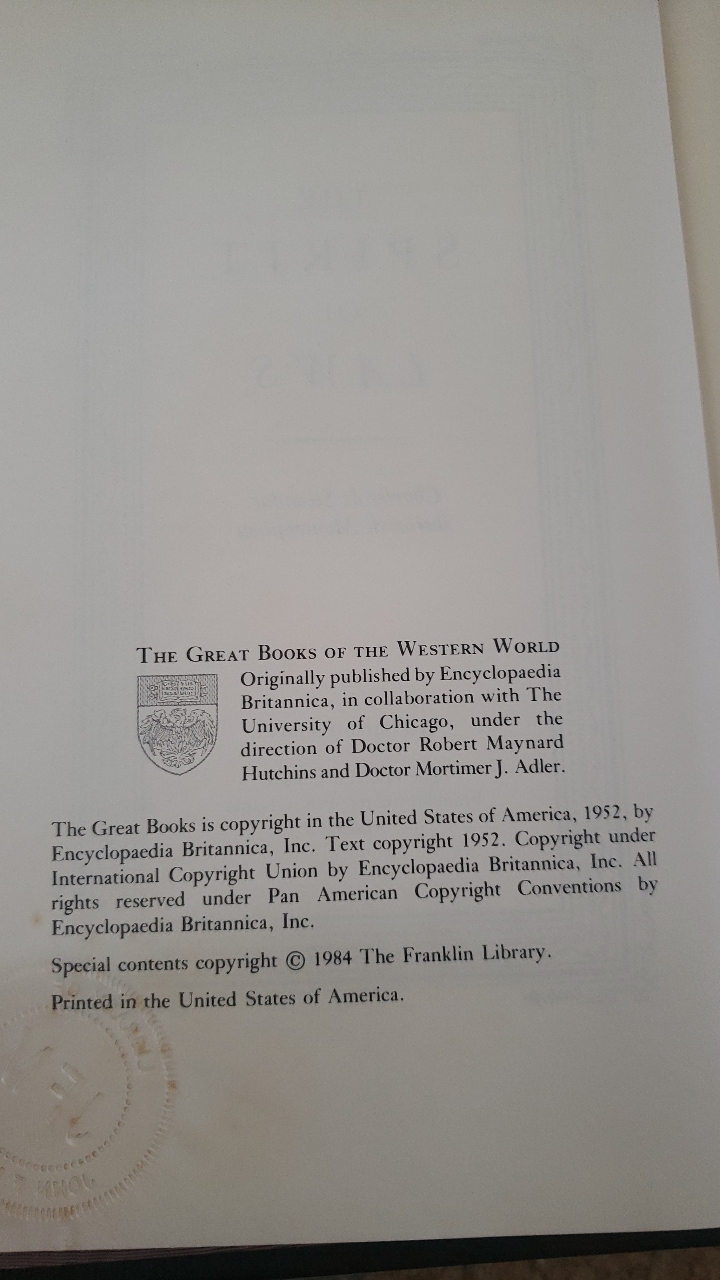 THE GREAT BOOKS OF THE WESTERN WORLD
Originally published by Encyclopaedia
Britannica, in collaboration with The
University of Chicago, under the
direction of Doctor Robert Maynard
Hutchins and Doctor Mortimer J. Adler.
The Great Books is copyright in the United States of America, 1952, by
Encyclopaedia Britannica, Inc. Text copyright 1952. Copyright under
International Copyright Union by Encyclopaedia Britannica, Inc. All
rights reserved under Pan American Copyright Conventions by
Encyclopaedia Britannica, Inc.
Special contents copyright © 1984 The Franklin Library.
Printed in the United States of America.